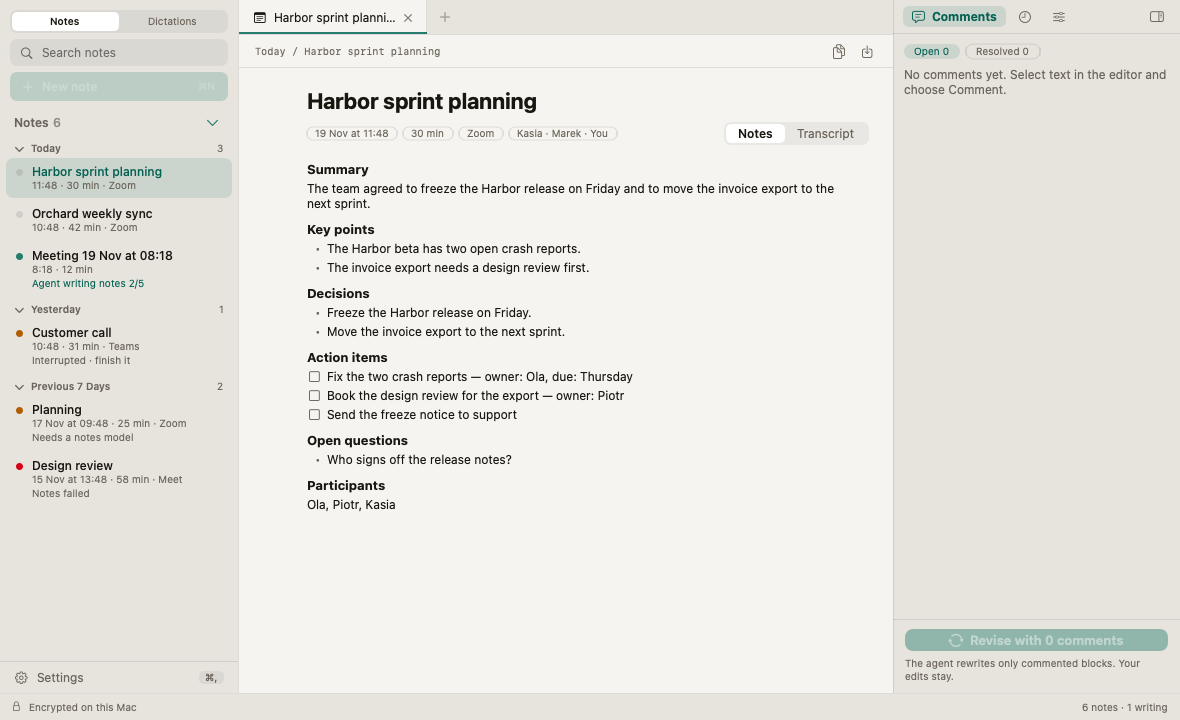 Notes
Dictations
Search notes
New note
⌘N
Notes 6
Today
3
Harbor sprint planning
11:48 · 30 min · Zoom
Orchard weekly sync
10:48 · 42 min · Zoom
Meeting 19 Nov at 08:18
8:18 · 12 min
Agent writing notes 2/5
Yesterday
1
Customer call
10:48 · 31 min · Teams
Interrupted · finish it
Previous 7 Days
2
Planning
17 Nov at 09:48 · 25 min · Zoom
Needs a notes model
Design review
15 Nov at 13:48 · 58 min · Meet
Notes failed
Settings
⌘,
Encrypted on this Mac
Harbor sprint planni...
Today / Harbor sprint planning
Harbor sprint planning
19 Nov at 11:48
30 min
Zoom
Kasia · Marek · You
Notes
Transcript
Summary
The team agreed to freeze the Harbor release on Friday and to move the invoice export to the
next sprint.
Key points
• The Harbor beta has two open crash reports.
• The invoice export needs a design review first.
Decisions
• Freeze the Harbor release on Friday.
• Move the invoice export to the next sprint.
Action items
Fix the two crash reports — owner: Ola, due: Thursday
Book the design review for the export — owner: Piotr
Send the freeze notice to support
Open questions
• Who signs off the release notes?
Participants
Ola, Piotr, Kasia
Comments
Open 0
Resolved 0
No comments yet. Select text in the editor and
choose Comment.
Revise with 0 comments
The agent rewrites only commented blocks. Your
edits stay.
6 notes · 1 writing